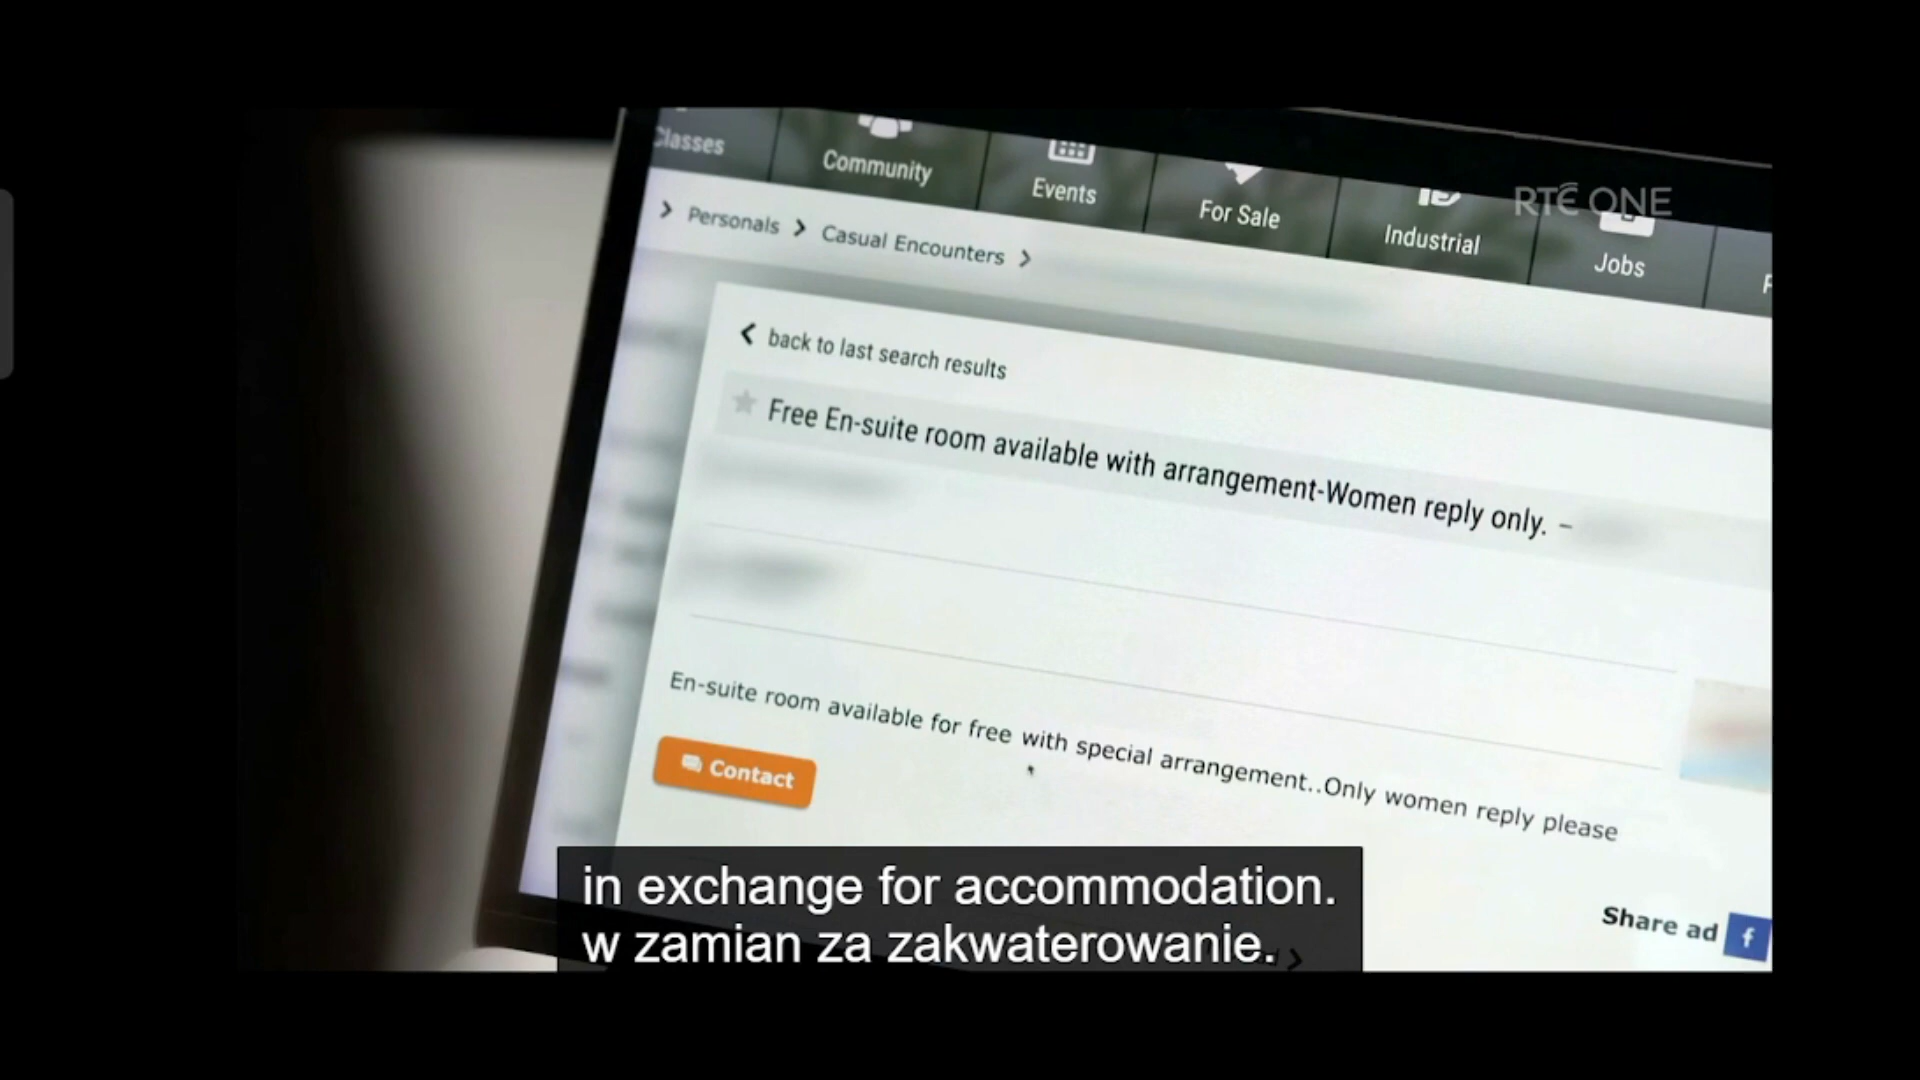 Classes
Community
Events
For Sale
Industrial
Jobs
RTÉ ONE
> Personals > Casual Encounters >
back to last search results
Free En-suite room available with arrangement-Women reply only. –
En-suite room available for free with special arrangement..Only women reply please
Contact
in exchange for accommodation.
w zamian za zakwaterowanie.
Share ad f